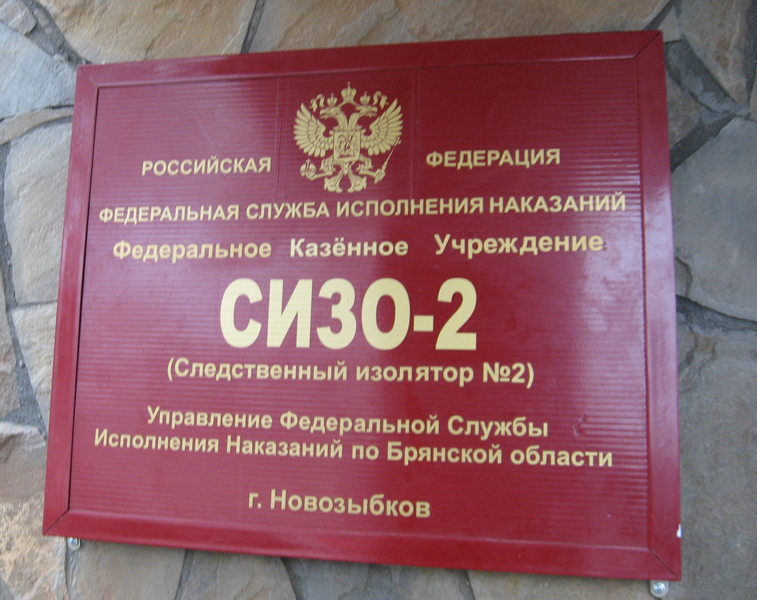 РОССИЙСКАЯ ФЕДЕРАЦИЯ
ФЕДЕРАЛЬНАЯ СЛУЖБА ИСПОЛНЕНИЯ НАКАЗАНИЙ
Федеральное Казённое Учреждение
СИЗО-2
(Следственный изолятор №2)
Управление Федеральной Службы
Исполнения Наказаний по Брянской области
г. Новозыбков